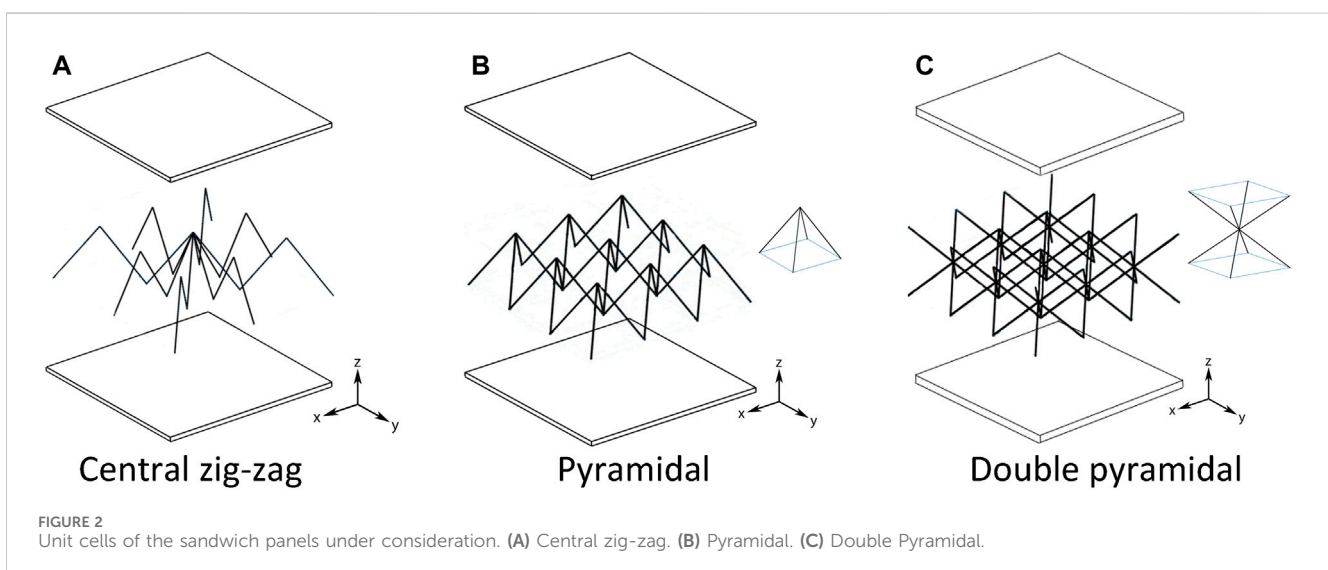 A
B
C
z
x
y
z
x
y
z
x
y
Central zig-zag
Pyramidal
Double pyramidal
FIGURE 2
Unit cells of the sandwich panels under consideration. (A) Central zig-zag. (B) Pyramidal. (C) Double Pyramidal.